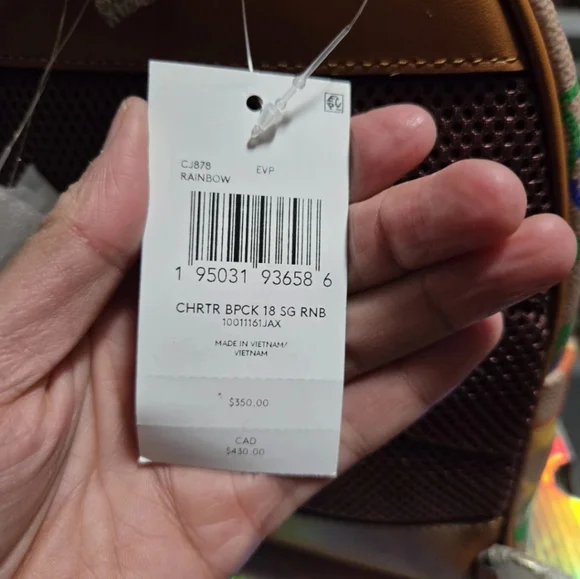 CJ878 EVP
RAINBOW
1 95031 93658 6
CHRTR BPCK 18 SG RNB
10011161JAX
MADE IN VIETNAM/
VIETNAM
$350.00
CAD
$430.00